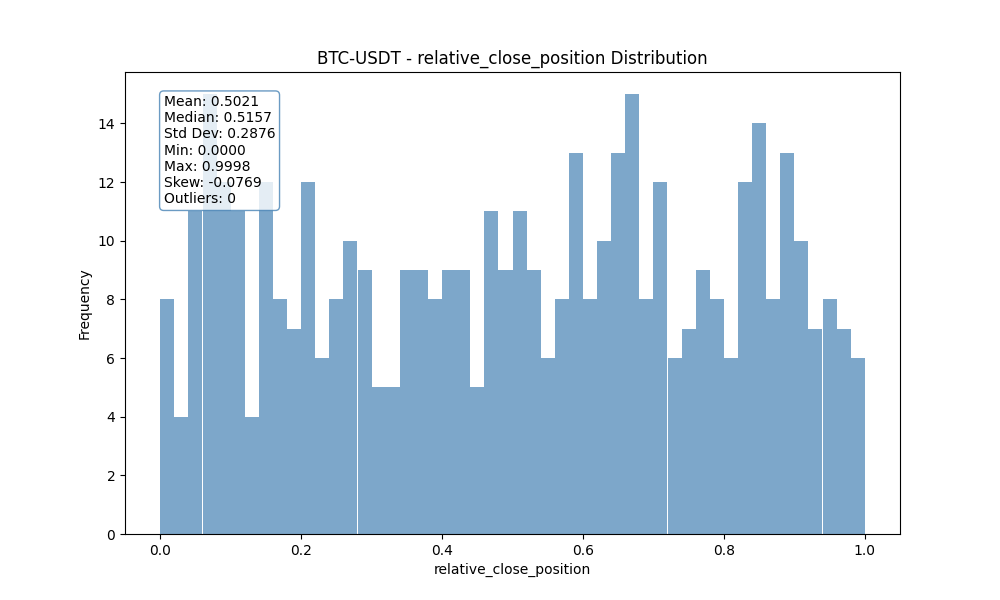 BTC-USDT - relative_close_position Distribution
Mean: 0.5021
Median: 0.5157
Std Dev: 0.2876
Min: 0.0000
Max: 0.9998
Skew: -0.0769
Outliers: 0
Frequency
14
12
10
8
6
4
2
0
0.0 0.2 0.4 0.6 0.8 1.0
relative_close_position